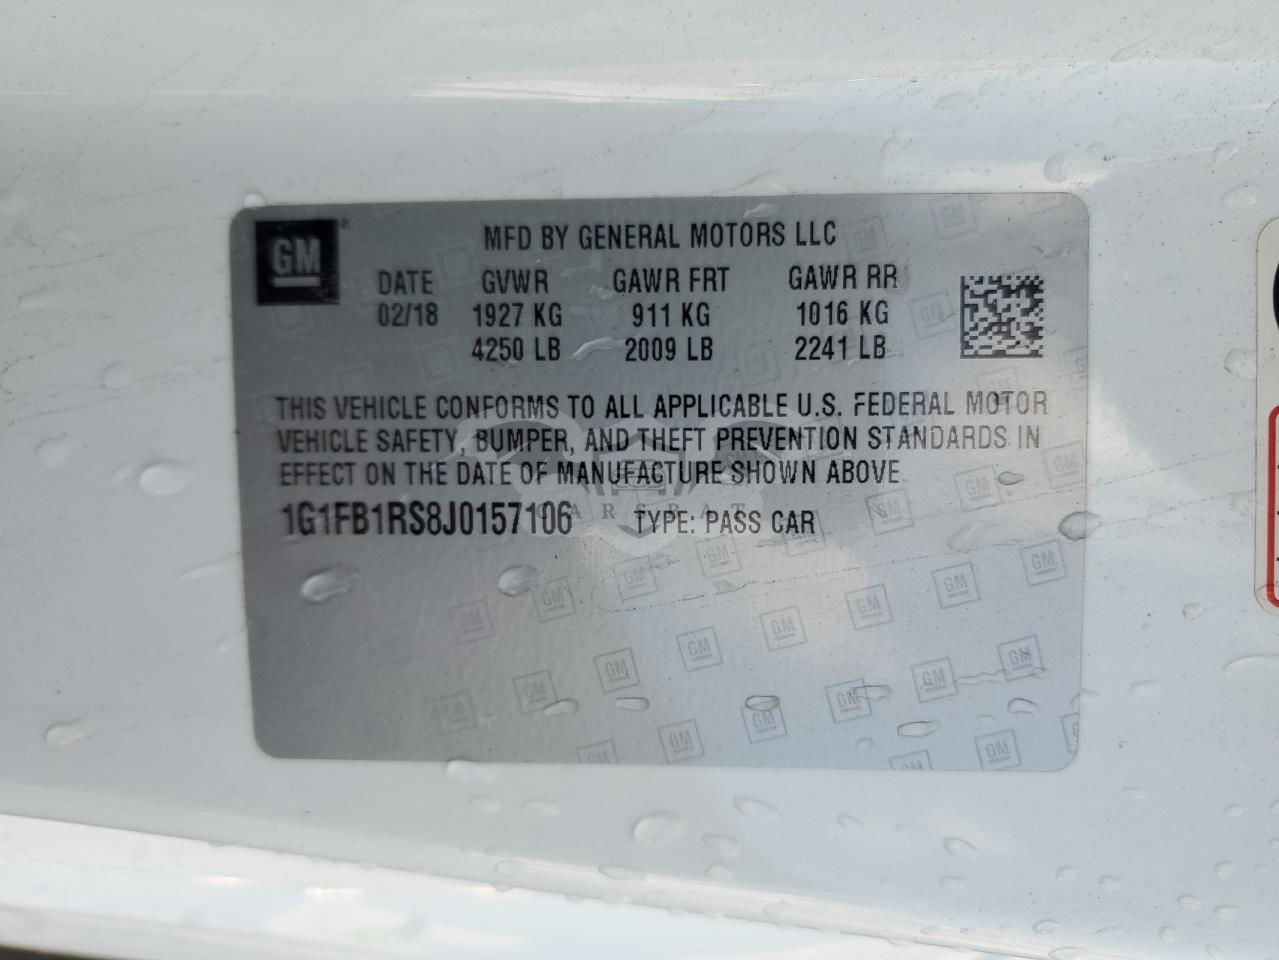 GM
MFD BY GENERAL MOTORS LLC
DATE GVWR GAWR FRT GAWR RR
02/18 1927 KG 911 KG 1016 KG
4250 LB 2009 LB 2241 LB
THIS VEHICLE CONFORMS TO ALL APPLICABLE U.S. FEDERAL MOTOR
VEHICLE SAFETY, BUMPER, AND THEFT PREVENTION STANDARDS IN
EFFECT ON THE DATE OF MANUFACTURE SHOWN ABOVE
1G1FB1RS8J0157106 TYPE: PASS CAR